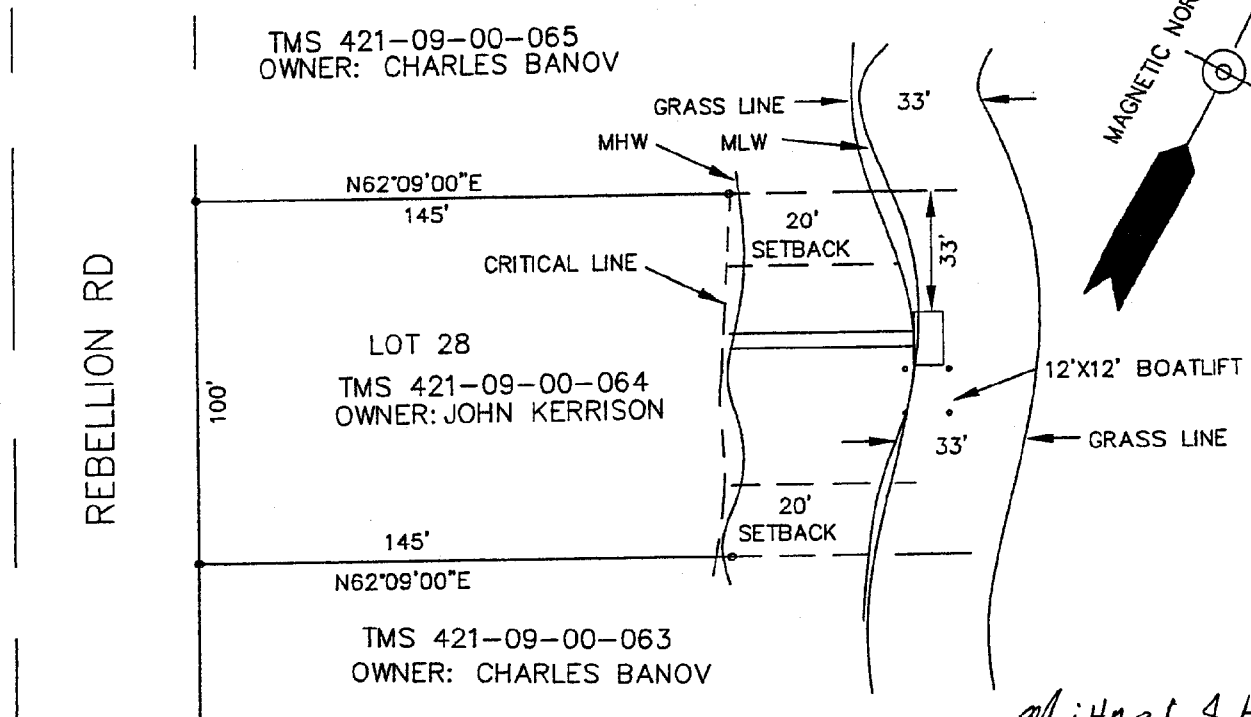 TMS 421-09-00-065
OWNER: CHARLES BANOV
MAGNETIC
GRASS LINE
33'
MHW
MLW
N62°09'00"E
145'
20'
SETBACK
33'
CRITICAL LINE
REBELLION RD
100'
LOT 28
TMS 421-09-00-064
OWNER: JOHN KERRISON
12'X12' BOATLIFT
33'
GRASS LINE
20'
SETBACK
145'
N62°09'00"E
TMS 421-09-00-063
OWNER: CHARLES BANOV